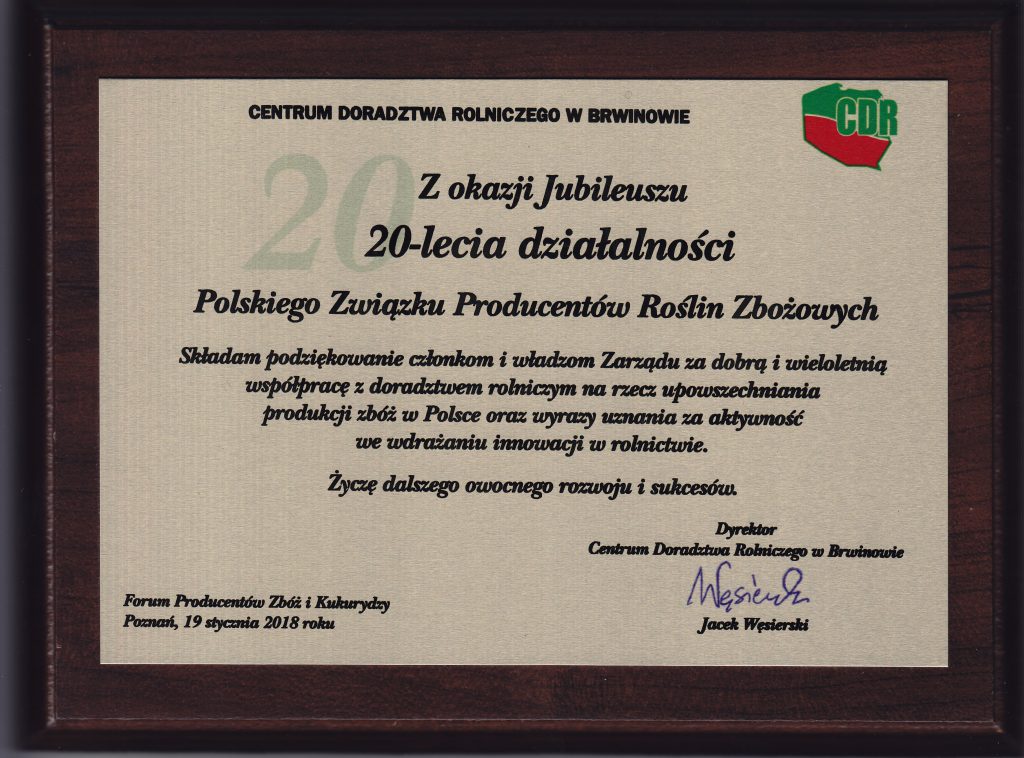 CENTRUM DORADZTWA ROLNICZEGO W BRWINOWIE
CDR
20
Z okazji Jubileuszu
20-lecia działalności
Polskiego Związku Producentów Roślin Zbożowych
Składam podziękowanie członkom i władzom Zarządu za dobrą i wieloletnią
współpracę z doradztwem rolniczym na rzecz upowszechniania
produkcji zbóż w Polsce oraz wyrazy uznania za aktywność
we wdrażaniu innowacji w rolnictwie.
Życzę dalszego owocnego rozwoju i sukcesów.
Dyrektor
Centrum Doradztwa Rolniczego w Brwinowie
Węsierski
Jacek Węsierski
Forum Producentów Zbóż i Kukurydzy
Poznań, 19 stycznia 2018 roku